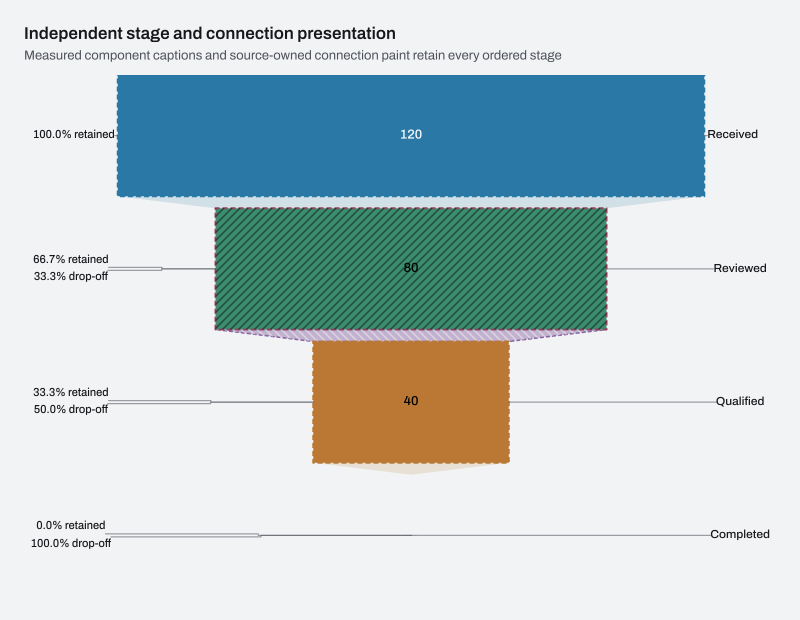 Independent stage and connection presentation
Measured component captions and source-owned connection paint retain every ordered stage
100.0% retained
120
Received
66.7% retained
33.3% drop-off
80
Reviewed
33.3% retained
50.0% drop-off
40
Qualified
0.0% retained
100.0% drop-off
Completed